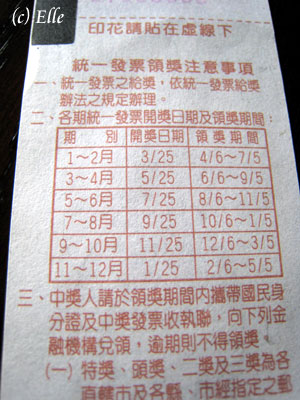 (c) Elle
印花請貼在虛線下
統一發票領獎注意事項
一、統一發票之給獎，依統一發票給獎
辦法之規定辦理。
二、各期統一發票開獎日期及領獎期間：
期 別 開獎日期 領獎期間
1～2月 3/25 4/6～7/5
3～4月 5/25 6/6～9/5
5～6月 7/25 8/6～11/5
7～8月 9/25 10/6～1/5
9～10月 11/25 12/6～3/5
11～12月 1/25 2/6～5/5
三、中獎人請於領獎期間內攜帶國民身
分證及中獎發票收執聯，向下列金
融機構兌領，逾期則不得領獎。
(一) 特獎、頭獎、二獎及三獎為各
直轄市及各縣、市經指定之郵